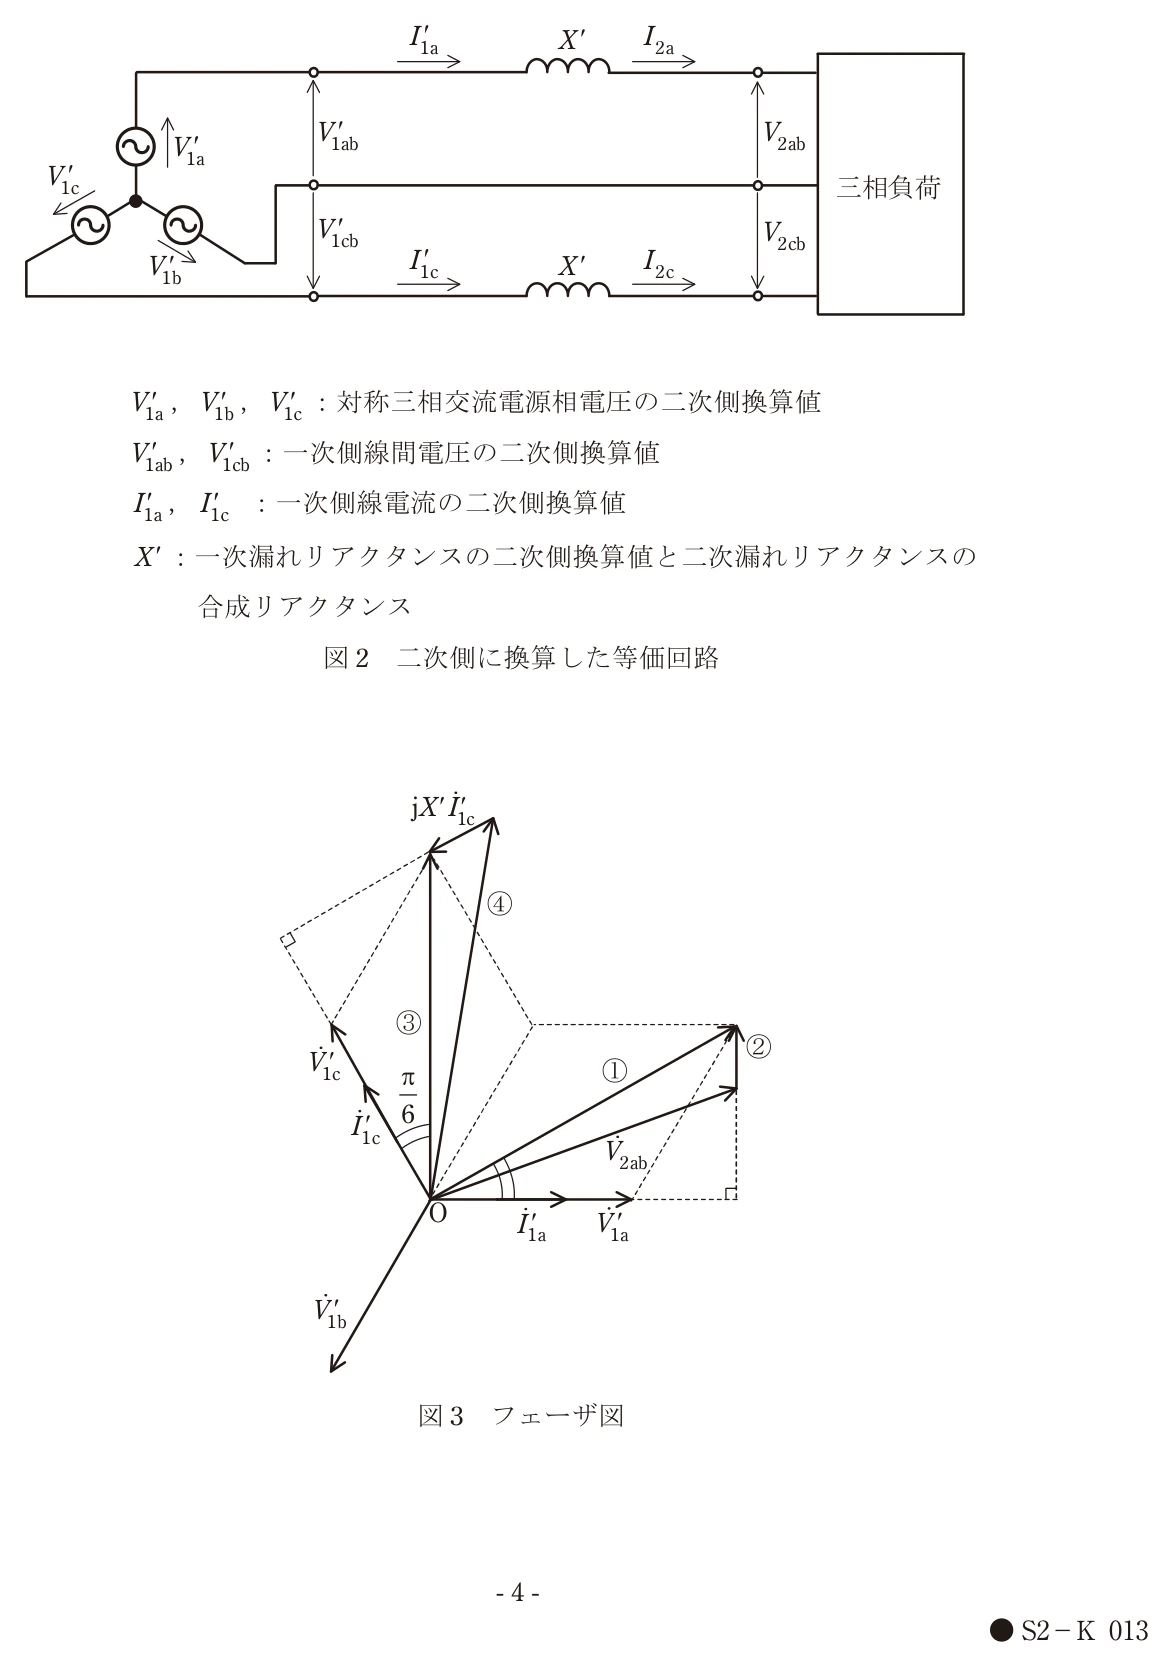 I′1a X′ I2a
V′1a V′1ab V2ab
V′1c 三相負荷
V′1b V′1cb V2cb
I′1c X′ I2c
V′1a， V′1b， V′1c ：対称三相交流電源相電圧の二次側換算値
V′1ab， V′1cb：一次側線間電圧の二次側換算値
I′1a， I′1c ：一次側線電流の二次側換算値
X′：一次漏れリアクタンスの二次側換算値と二次漏れリアクタンスの
合成リアクタンス
図2　二次側に換算した等価回路
jX′İ′1c
④
③
②
V̇′1c π/6 ①
İ′1c V̇2ab
O İ′1a V̇′1a
V̇′1b
図3　フェーザ図
- 4 -
●S2－K 013